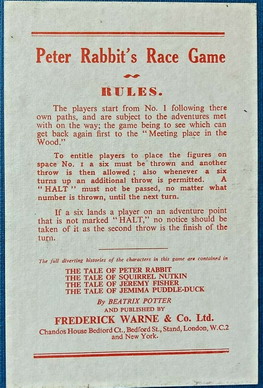 Peter Rabbit's Race Game
RULES.
The players start from No. 1 following there
own paths, and are subject to the adventures met
with on the way; the game being to see which can
get back again first to the "Meeting place in the
Wood."
To entitle players to place the figures on
space No. 1 a six must be thrown and another
throw is then allowed; also whenever a six
turns up an additional throw is permitted. A
"HALT" must not be passed, no matter what
number is thrown, until the next turn.
If a six lands a player on an adventure point
that is not marked "HALT," no notice should be
taken of it as the second throw is the finish of the
turn.
The full diverting histories of the characters in this game are contained in
THE TALE OF PETER RABBIT
THE TALE OF SQUIRREL NUTKIN
THE TALE OF JEREMY FISHER
THE TALE OF JEMIMA PUDDLE-DUCK
By BEATRIX POTTER
AND PUBLISHED BY
FREDERICK WARNE & Co. Ltd.
Chandos House Bedford Ct., Bedford St., Stand, London, W.C.2
and New York.